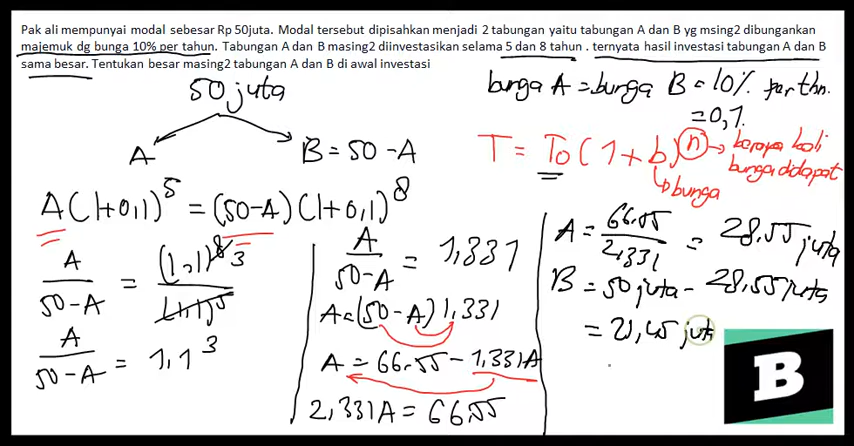 Pak ali mempunyai modal sebesar Rp 50juta. Modal tersebut dipisahkan menjadi 2 tabungan yaitu tabungan A dan B yg msing2 dibungankan
majemuk dg bunga 10% per tahun. Tabungan A dan B masing2 diinvestasikan selama 5 dan 8 tahun . ternyata hasil investasi tabungan A dan B
sama besar. Tentukan besar masing2 tabungan A dan B di awal investasi
50 juta
A
B = 50 - A
A(1+0,1)^5 = (50-A)(1+0,1)^8
A/(50-A) = (1,1)^8 3/(1,1)^5
A/(50-A) = 1,1^3
A/(50-A) = 1,331
A = (50-A) 1,331
A = 66.55 - 1,331A
2,331A = 66.55
bunga A = bunga B = 10% per thn.
= 0,1
T = To (1+b)^n → berapa kali
bunga didapat
↳ bunga
A = 66.55/2,331 = 28.55 juta
B = 50 juta - 28,55 juta
= 21,45 juta
B